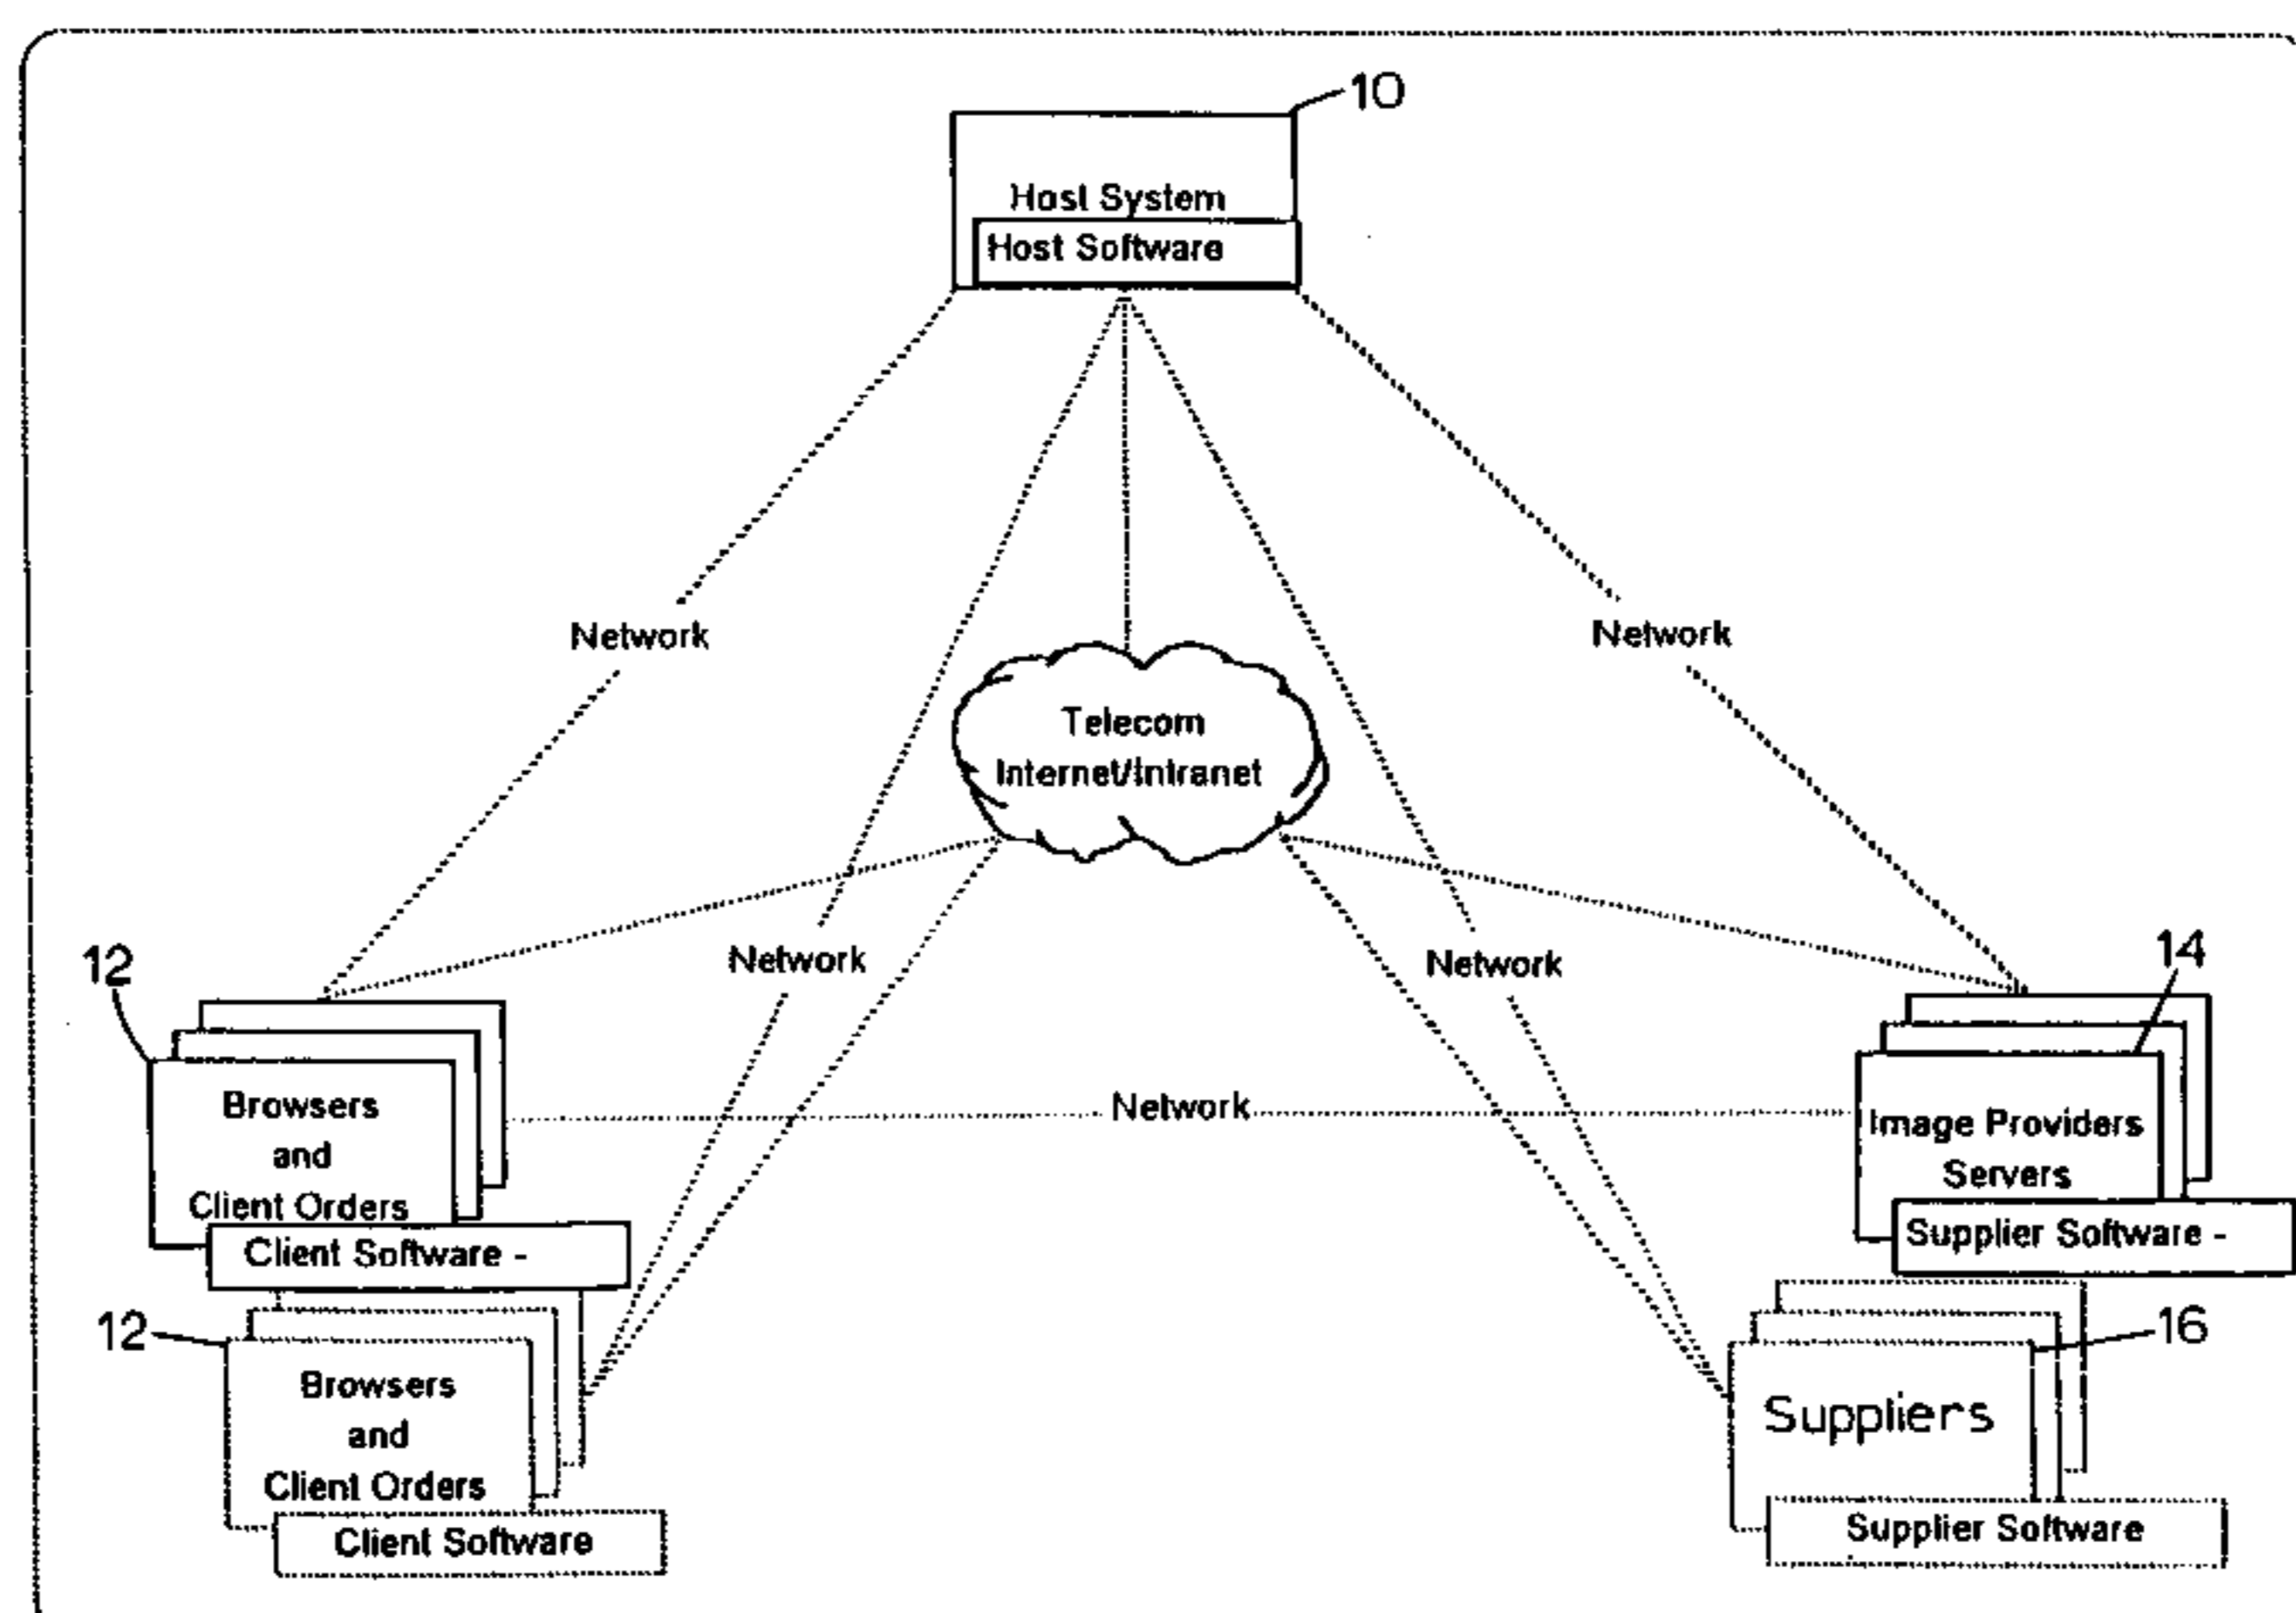 10
Host System
Host Software
Network
Network
Telecom
Internet/Intranet
12
Network
Network
14
Browsers
and
Client Orders
Client Software -
Network
Image Providers
Servers
Supplier Software -
12
Browsers
and
Client Orders
Client Software
16
Suppliers
Supplier Software